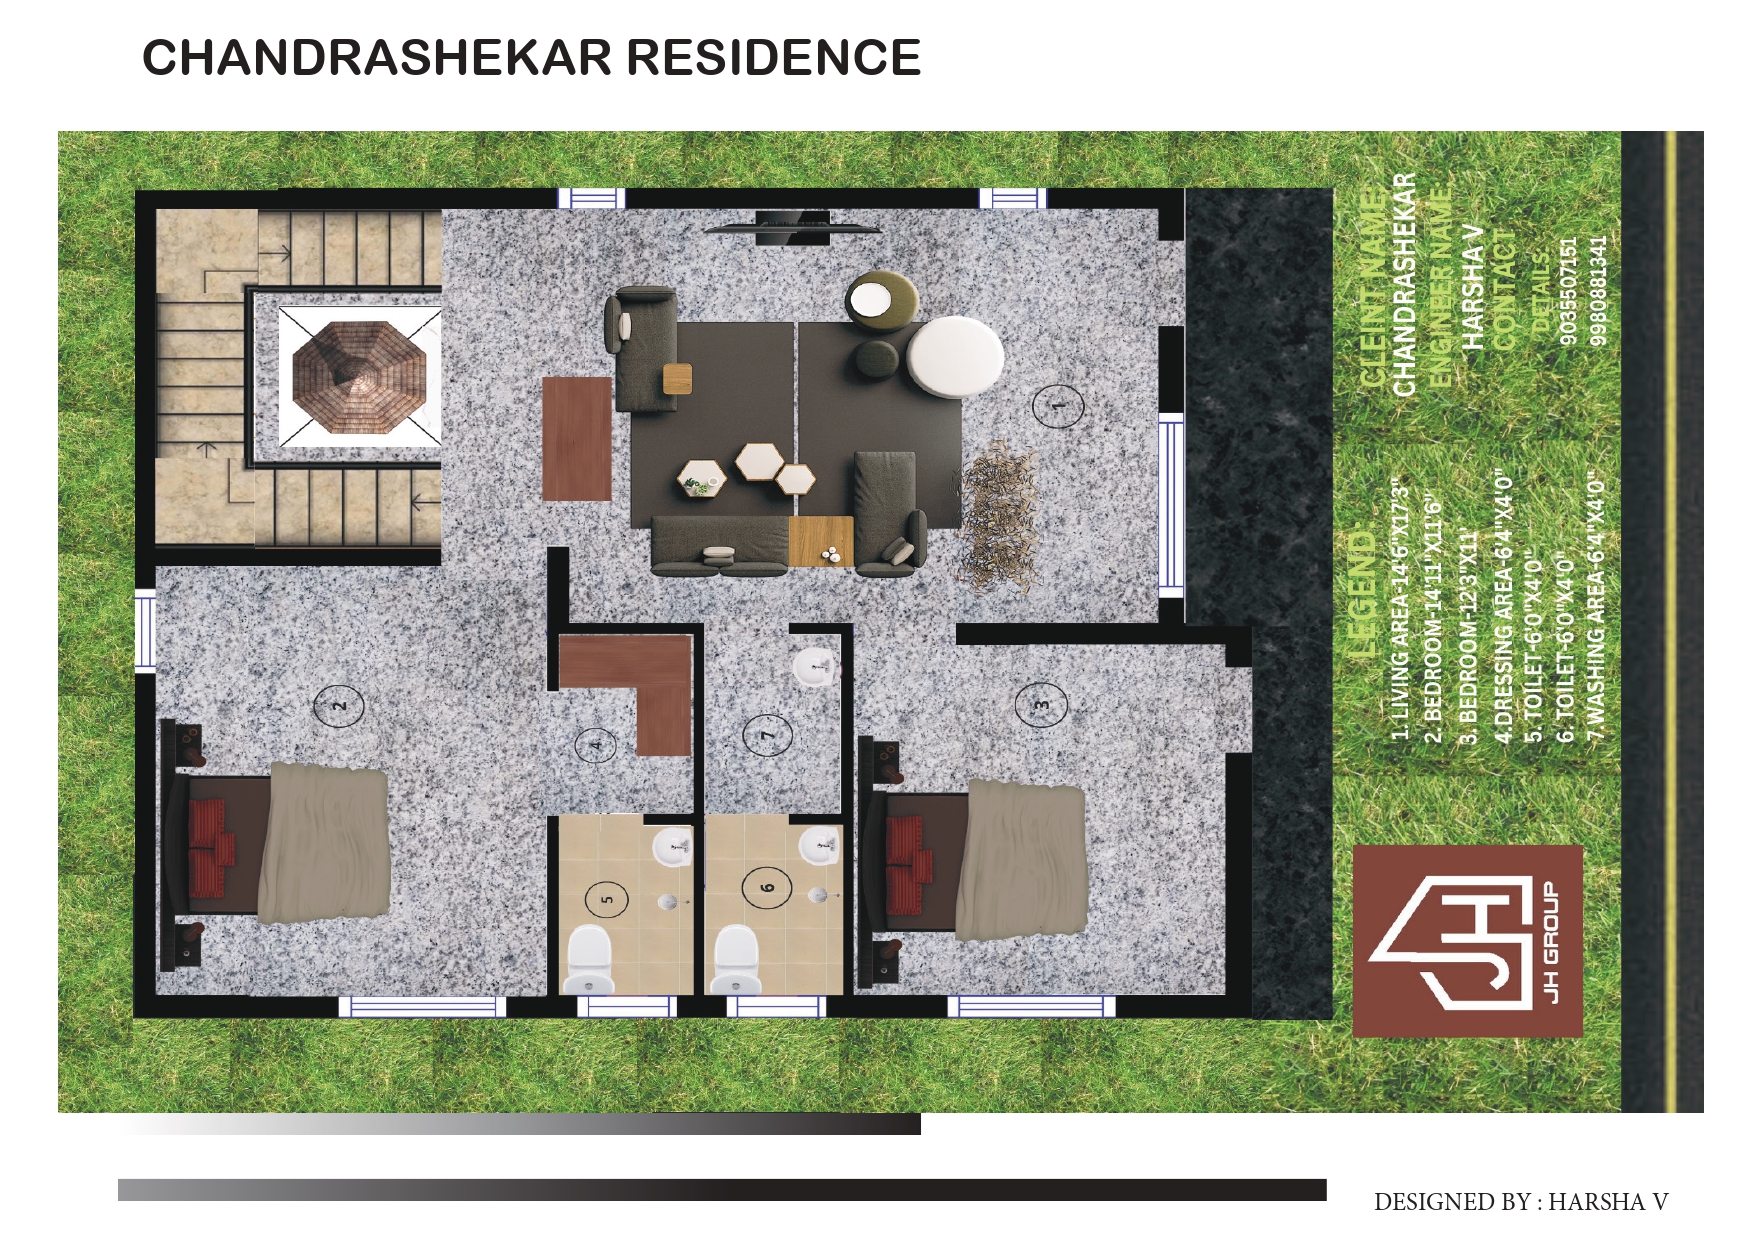 CHANDRASHEKAR RESIDENCE
CLEINT NAME:
CHANDRASHEKAR
ENGINEER NAME:
HARSHA V
CONTACT
DETAILS:
9035507151
9980881341
LEGEND:
1.LIVING AREA-14'6"X17'3"
2. BEDROOM-14'11"X11'6"
3. BEDROOM-12'3"X11'
4.DRESSING AREA-6'4"X4'0"
5. TOILET-6'0"X4'0"
6. TOILET-6'0"X4'0"
7.WASHING AREA-6'4"X4'0"
1
2
3
4
7
5
6
JH GROUP
DESIGNED BY : HARSHA V